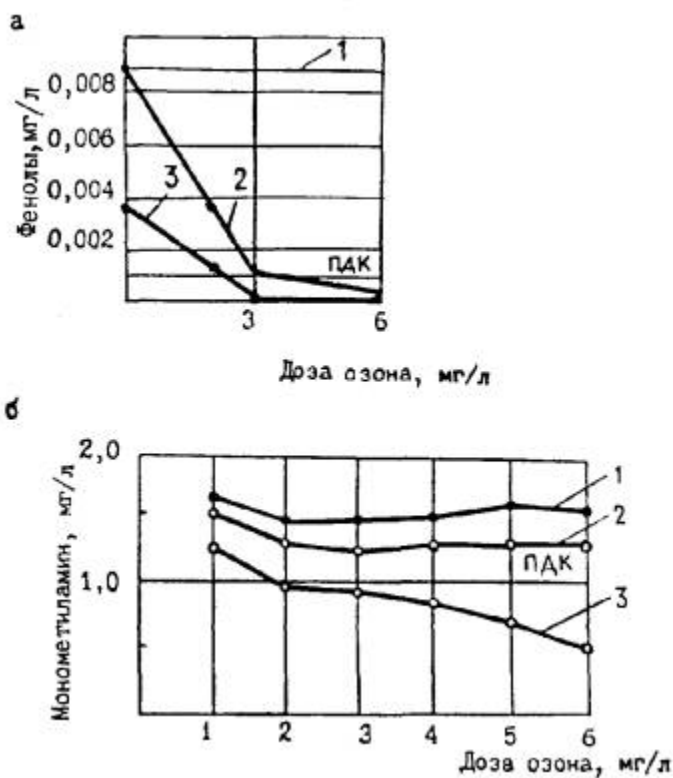 а
1
0,008
0,006
0,004
0,002
Фенолы, мг/л
3
2
ПДК
3 6
Доза озона, мг/л
б
2,0
1,0
Монометиламин, мг/л
1
2
ПДК
3
1 2 3 4 5 6
Доза озона, мг/л